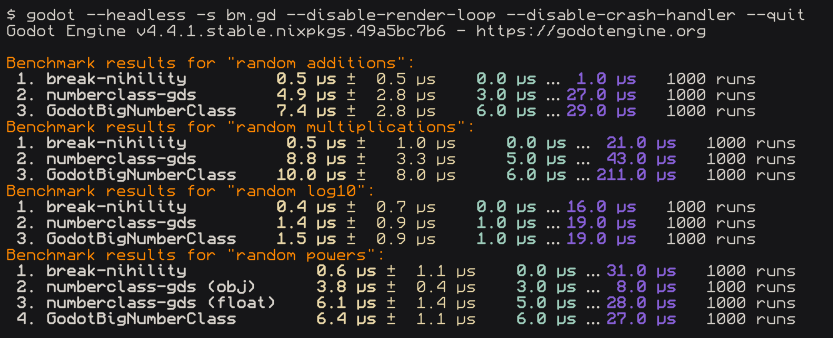 $ godot --headless -s bm.gd --disable-render-loop --disable-crash-handler --quit
Godot Engine v4.4.1.stable.nixpkgs.49a5bc7b6 - https://godotengine.org
Benchmark results for "random additions":
1. break-nihility 0.5 µs ± 0.5 µs 0.0 µs … 1.0 µs 1000 runs
2. numberclass-gds 4.9 µs ± 2.8 µs 3.0 µs … 27.0 µs 1000 runs
3. GodotBigNumberClass 7.4 µs ± 2.8 µs 6.0 µs … 29.0 µs 1000 runs
Benchmark results for "random multiplications":
1. break-nihility 0.5 µs ± 1.0 µs 0.0 µs … 21.0 µs 1000 runs
2. numberclass-gds 8.8 µs ± 3.3 µs 5.0 µs … 43.0 µs 1000 runs
3. GodotBigNumberClass 10.0 µs ± 8.0 µs 6.0 µs … 211.0 µs 1000 runs
Benchmark results for "random log10":
1. break-nihility 0.4 µs ± 0.7 µs 0.0 µs … 16.0 µs 1000 runs
2. numberclass-gds 1.4 µs ± 0.9 µs 1.0 µs … 19.0 µs 1000 runs
3. GodotBigNumberClass 1.5 µs ± 0.9 µs 1.0 µs … 19.0 µs 1000 runs
Benchmark results for "random powers":
1. break-nihility 0.6 µs ± 1.1 µs 0.0 µs … 31.0 µs 1000 runs
2. numberclass-gds (obj) 3.8 µs ± 0.4 µs 3.0 µs … 8.0 µs 1000 runs
3. numberclass-gds (float) 6.1 µs ± 1.4 µs 5.0 µs … 28.0 µs 1000 runs
4. GodotBigNumberClass 6.4 µs ± 1.1 µs 6.0 µs … 27.0 µs 1000 runs